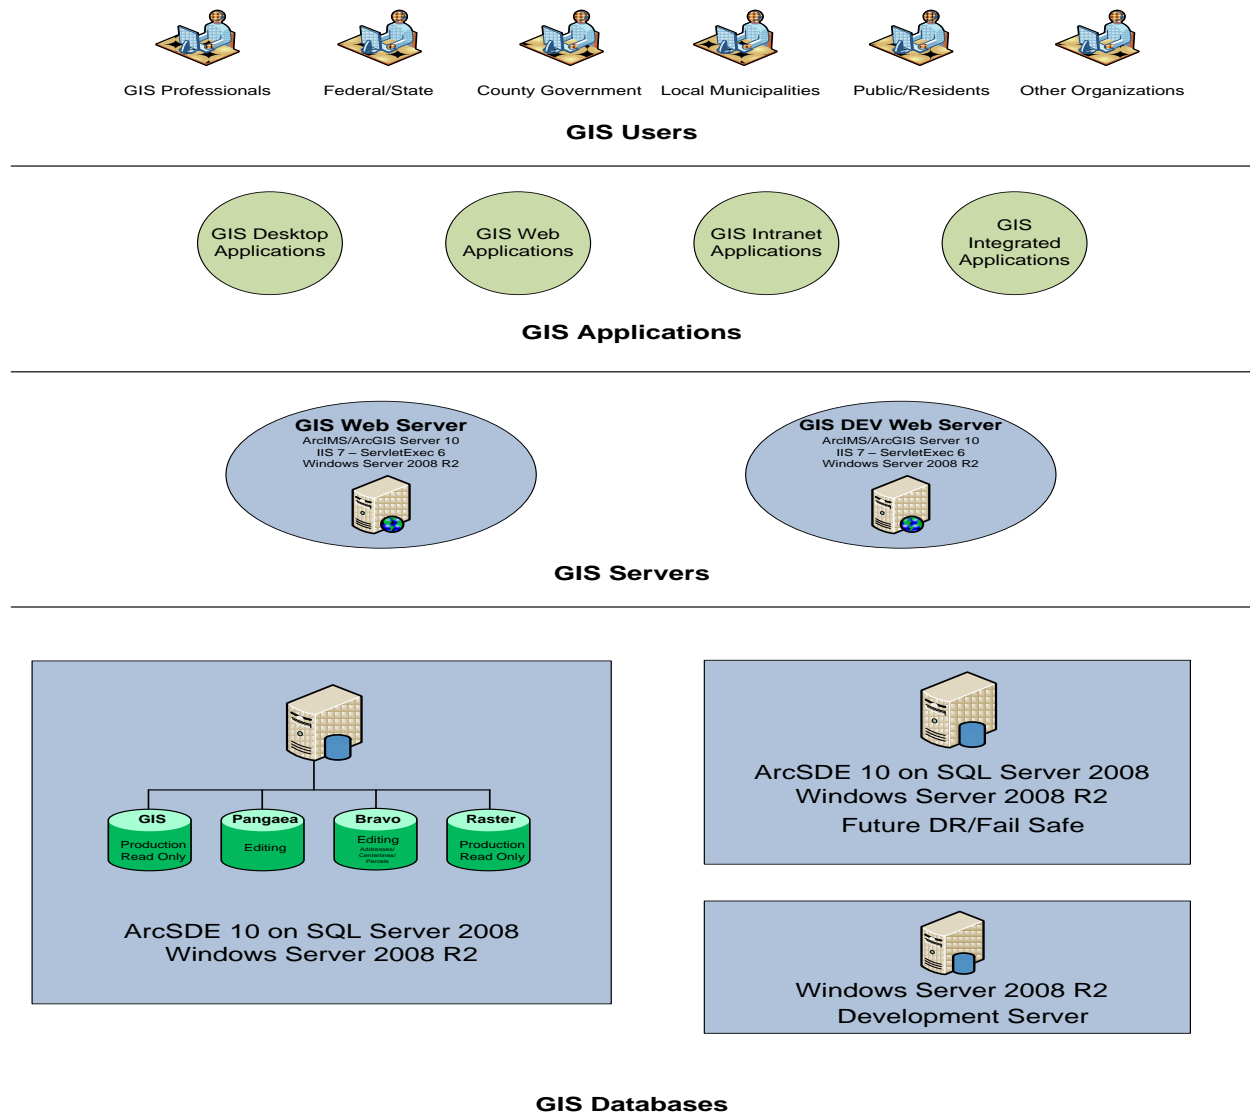 GIS Professionals
Federal/State
County Government
Local Municipalities
Public/Residents
Other Organizations
GIS Users
GIS Desktop
Applications
GIS Web
Applications
GIS Intranet
Applications
GIS
Integrated
Applications
GIS Applications
GIS Web Server
ArcIMS/ArcGIS Server 10
IIS 7 – ServletExec 6
Windows Server 2008 R2
GIS DEV Web Server
ArcIMS/ArcGIS Server 10
IIS 7 – ServletExec 6
Windows Server 2008 R2
GIS Servers
GIS
Production
Read Only
Pangaea
Editing
Bravo
Editing
Addresses/
Centerlines/
Parcels
Raster
Production
Read Only
ArcSDE 10 on SQL Server 2008
Windows Server 2008 R2
ArcSDE 10 on SQL Server 2008
Windows Server 2008 R2
Future DR/Fail Safe
Windows Server 2008 R2
Development Server
GIS Databases